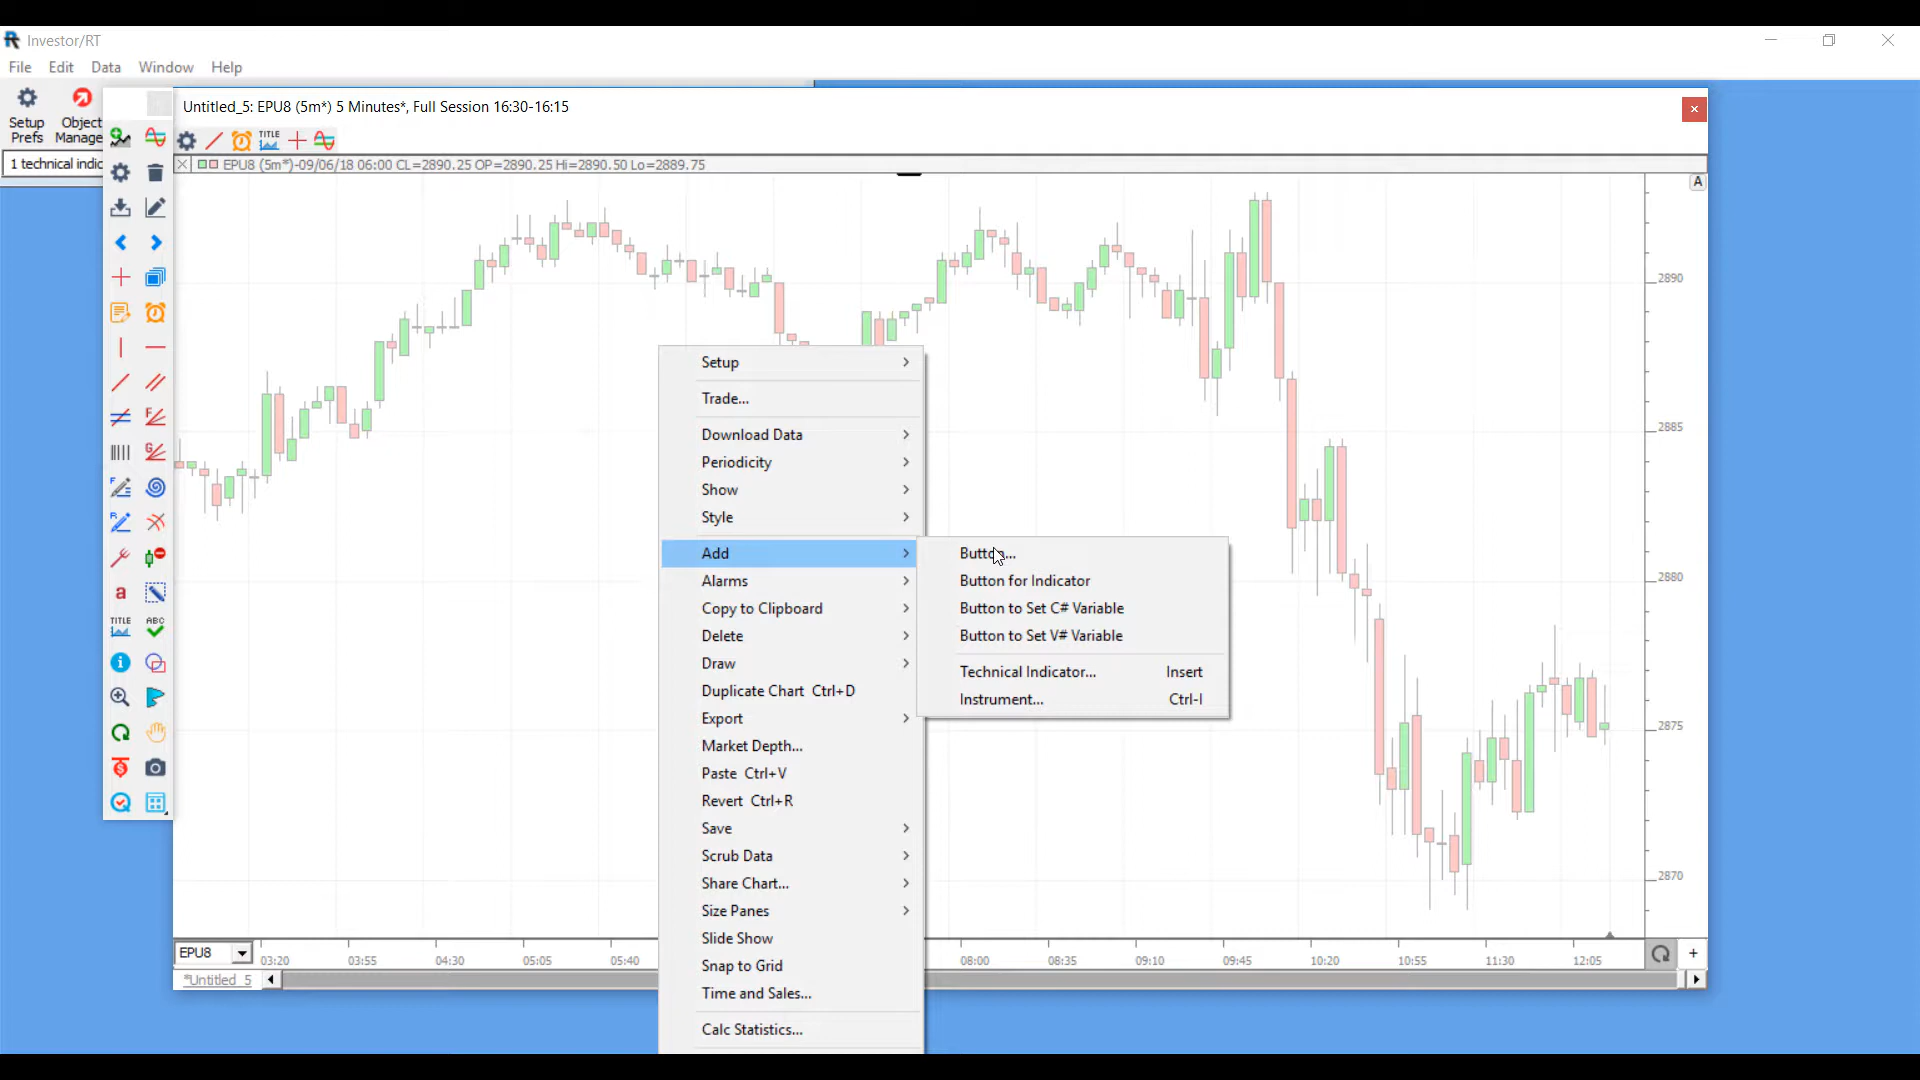 Investor/RT
File Edit Data Window Help
Setup Prefs
Object Manage
1 technical indic
Untitled_5: EPU8 (5m*) 5 Minutes*, Full Session 16:30-16:15
TITLE
EPU8 (5m*)-09/06/18 06:00 CL=2890.25 OP=2890.25 Hi=2890.50 Lo=2889.75
A
2890
2885
2880
2875
2870
F
G
F
R
a
TITLE
ABC
Setup
Trade...
Download Data
Periodicity
Show
Style
Add
Alarms
Copy to Clipboard
Delete
Draw
Duplicate Chart Ctrl+D
Export
Market Depth...
Paste Ctrl+V
Revert Ctrl+R
Save
Scrub Data
Share Chart...
Size Panes
Slide Show
Snap to Grid
Time and Sales...
Calc Statistics...
Button for Indicator
Button to Set C# Variable
Button to Set V# Variable
Technical Indicator... Insert
Instrument... Ctrl-I
EPU8
03:20 03:55 04:30 05:05 05:40 08:00 08:35 09:10 09:45 10:20 10:55 11:30 12:05
*Untitled_5